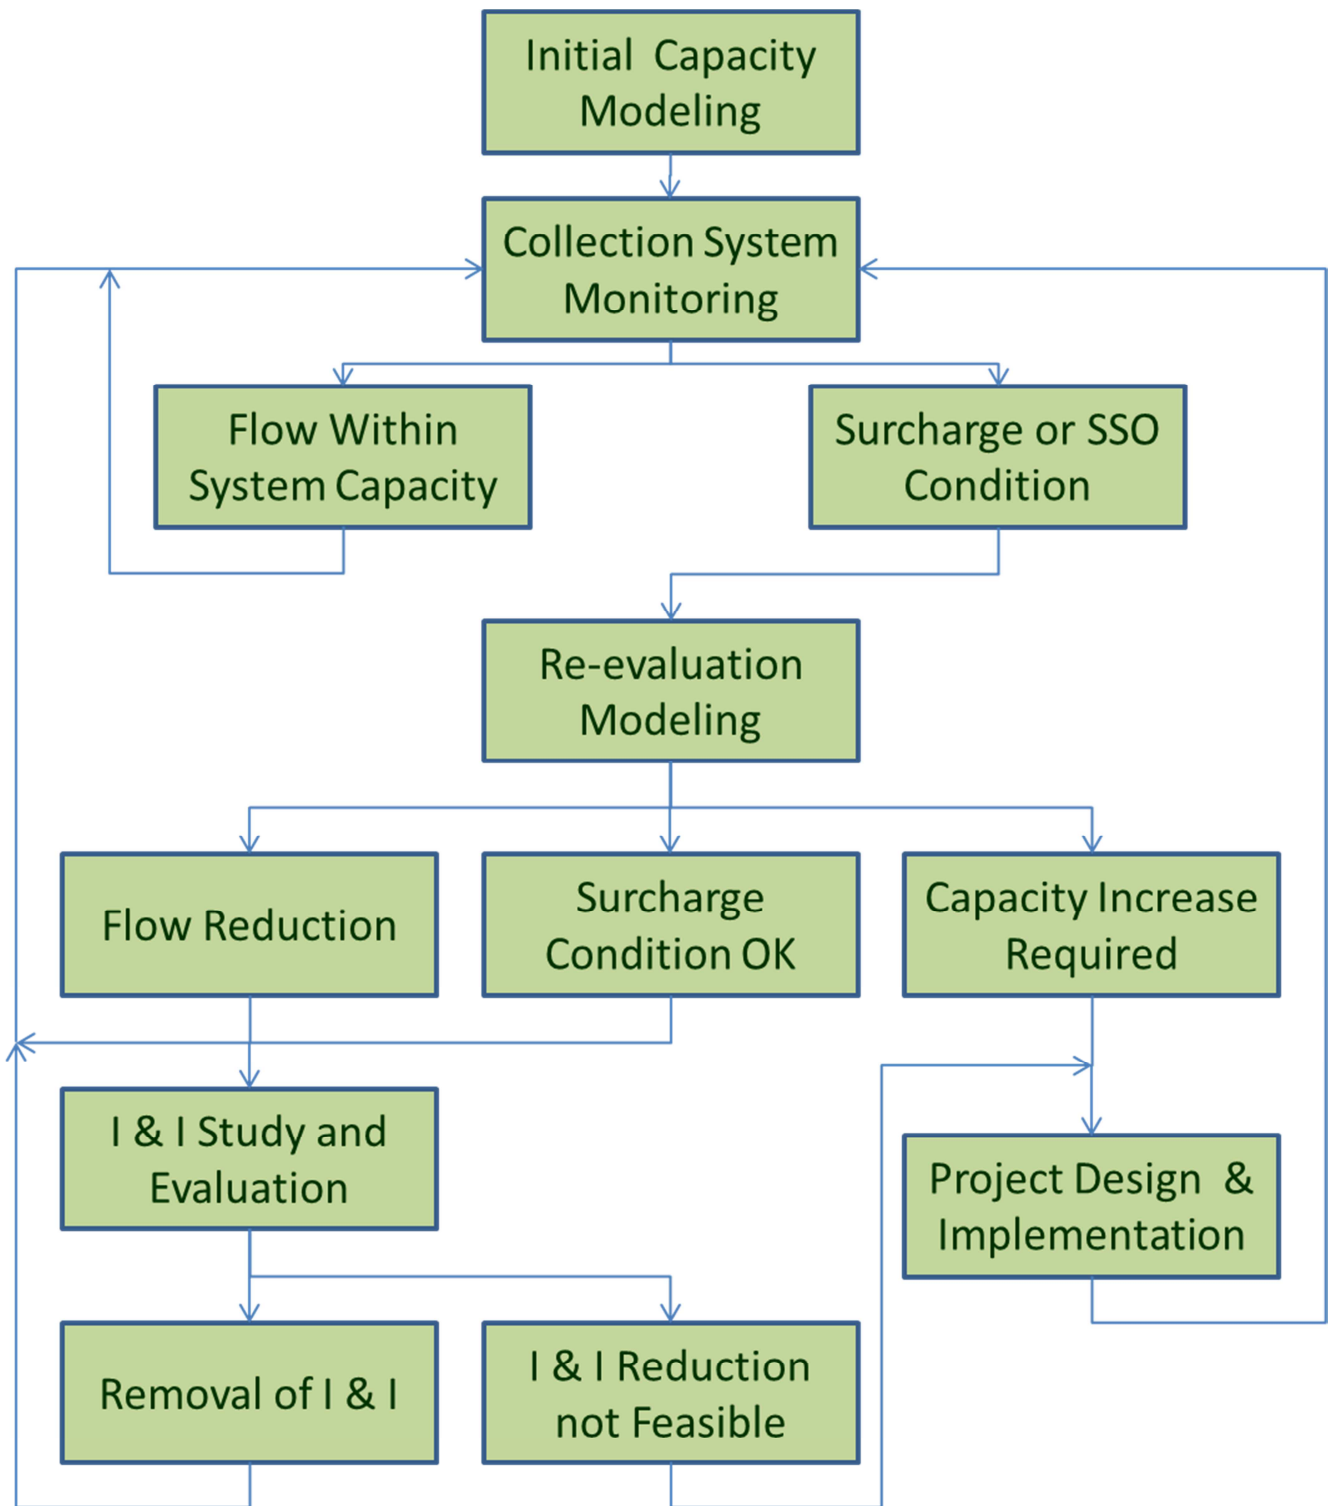 Initial  Capacity
Modeling
Collection System
Monitoring
Flow Within
System Capacity
Surcharge or SSO
Condition
Re-evaluation
Modeling
Flow Reduction
Surcharge
Condition OK
Capacity Increase
Required
I & I Study and
Evaluation
Project Design  &
Implementation
Removal of I & I
I & I Reduction
not Feasible